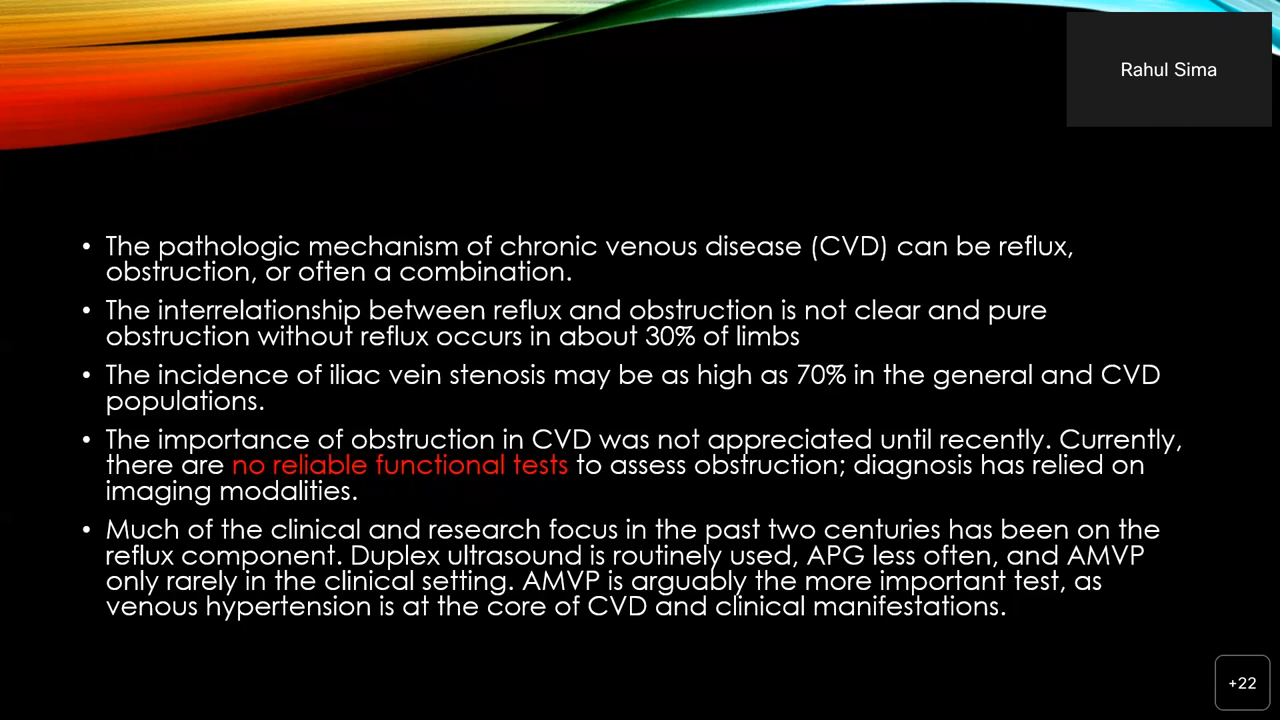 Rahul Sima
• The pathologic mechanism of chronic venous disease (CVD) can be reflux,
obstruction, or often a combination.
• The interrelationship between reflux and obstruction is not clear and pure
obstruction without reflux occurs in about 30% of limbs
• The incidence of iliac vein stenosis may be as high as 70% in the general and CVD
populations.
• The importance of obstruction in CVD was not appreciated until recently. Currently,
there are no reliable functional tests to assess obstruction; diagnosis has relied on
imaging modalities.
• Much of the clinical and research focus in the past two centuries has been on the
reflux component. Duplex ultrasound is routinely used, APG less often, and AMVP
only rarely in the clinical setting. AMVP is arguably the more important test, as
venous hypertension is at the core of CVD and clinical manifestations.
+22